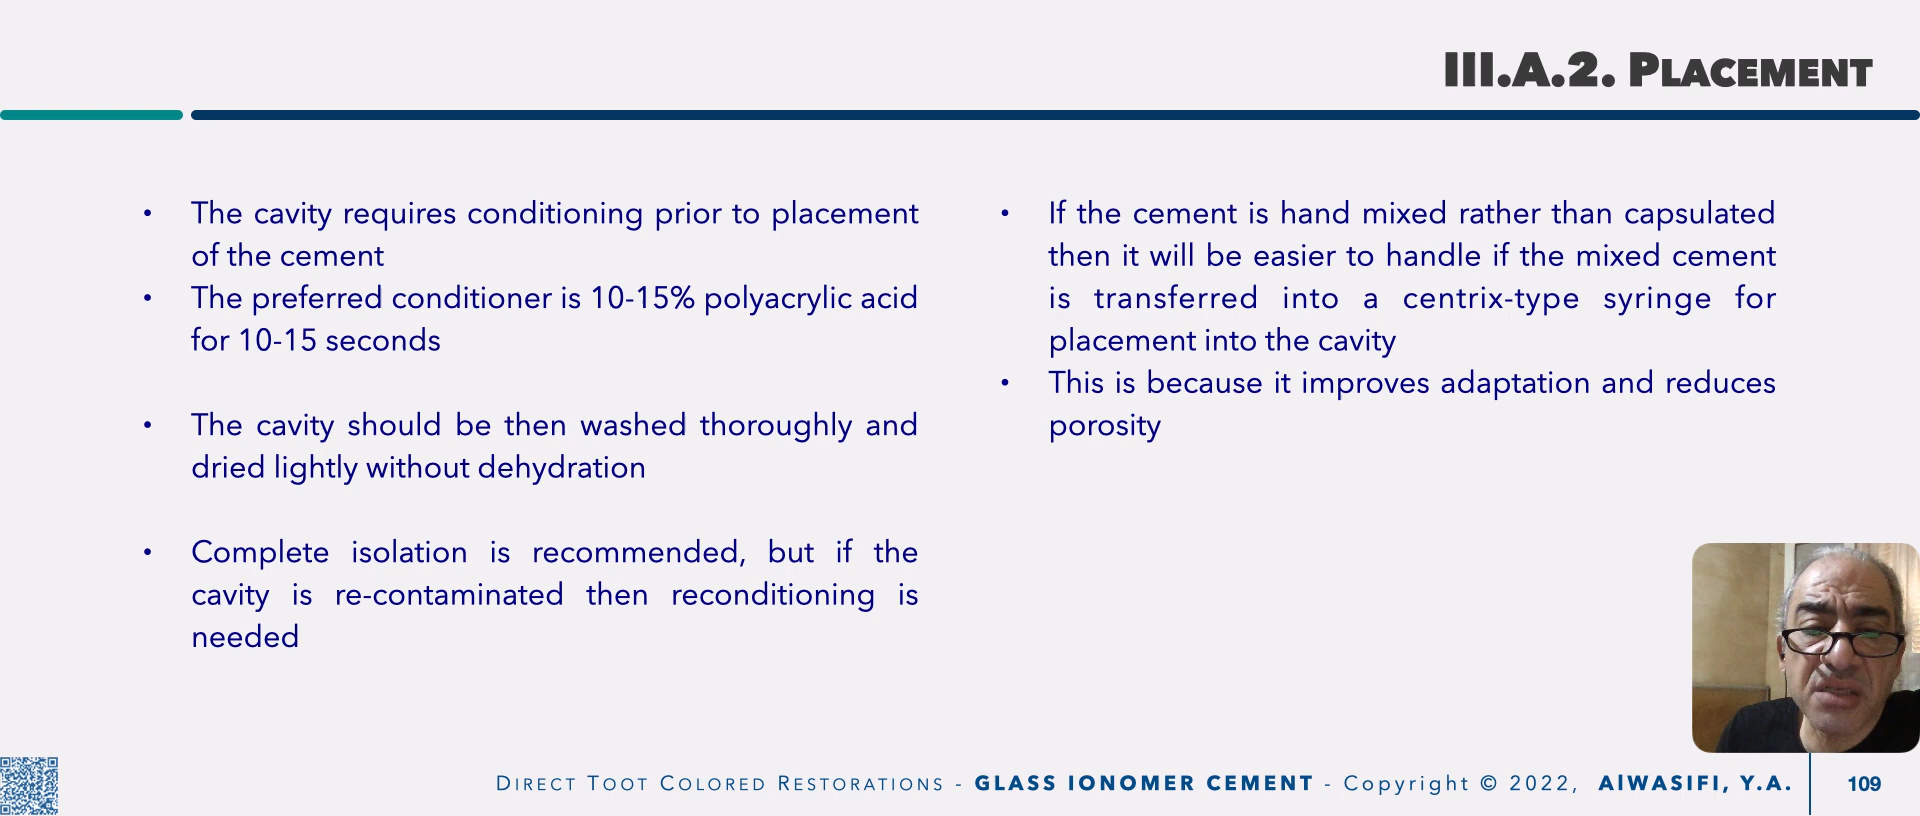 III.A.2. PLACEMENT
• The cavity requires conditioning prior to placement
of the cement
• The preferred conditioner is 10-15% polyacrylic acid
for 10-15 seconds
• The cavity should be then washed thoroughly and
dried lightly without dehydration
• Complete isolation is recommended, but if the
cavity is re-contaminated then reconditioning is
needed
• If the cement is hand mixed rather than capsulated
then it will be easier to handle if the mixed cement
is transferred into a centrix-type syringe for
placement into the cavity
• This is because it improves adaptation and reduces
porosity
DIRECT TOOT COLORED RESTORATIONS - GLASS IONOMER CEMENT - Copyright © 2022, AlWASIFI, Y.A. 109